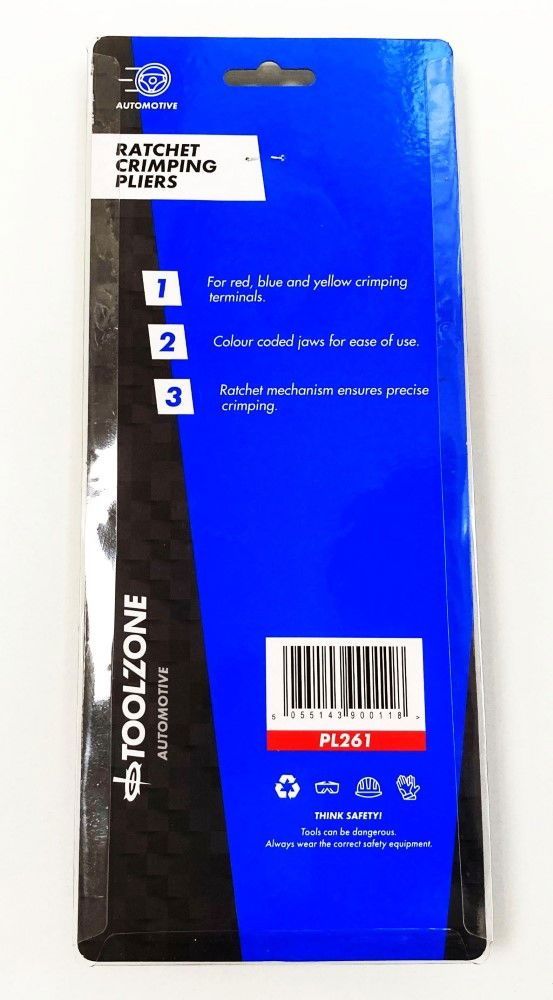 AUTOMOTIVE
RATCHET
CRIMPING
PLIERS
1 For red, blue and yellow crimping
terminals.
2 Colour coded jaws for ease of use.
3 Ratchet mechanism ensures precise
crimping.
TOOLZONE
AUTOMOTIVE
5 055143 900118 >
PL261
THINK SAFETY!
Tools can be dangerous.
Always wear the correct safety equipment.